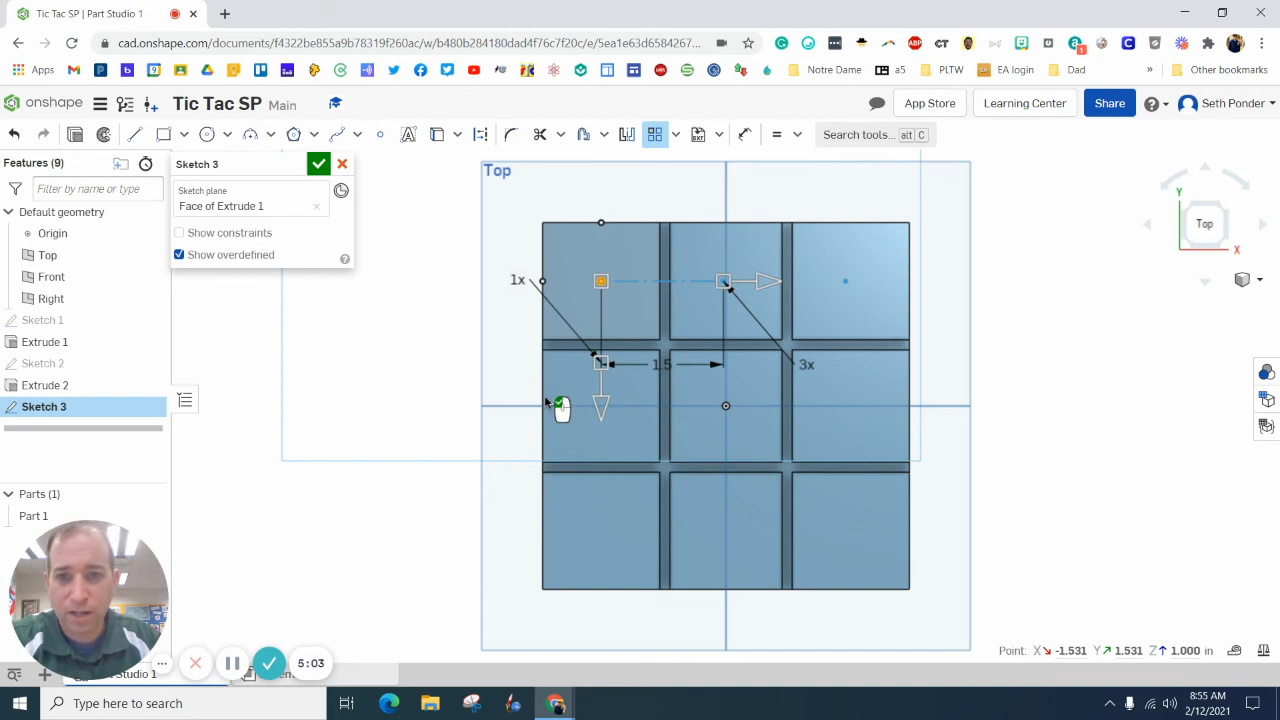 Tic Tac SP | Part Studio 1
cad.onshape.com/documents/f4322be855a9b78319f260ac/w/b480b284180dad4f76c7f20c/e/5ea1e63d6584267...
ABP
CT
1
Apps
Notre Dame
a5
PLTW
EA login
Dad
»
Other bookmarks
onshape
Tic Tac SP Main
App Store
Learning Center
Share
Seth Ponder
Search tools... alt C
Features (9)
Filter by name or type
Default geometry
Origin
Top
Front
Right
Sketch 1
Extrude 1
Sketch 2
Extrude 2
Sketch 3
Parts (1)
Part 1
Sketch 3
Sketch plane
Face of Extrude 1
Show constraints
Show overdefined
Top
1x
1.5
3x
Y
Top
X
Point: X -1.531 Y 1.531 Z 1.000 in
5:03
Studio 1
Type here to search
8:55 AM
2/12/2021